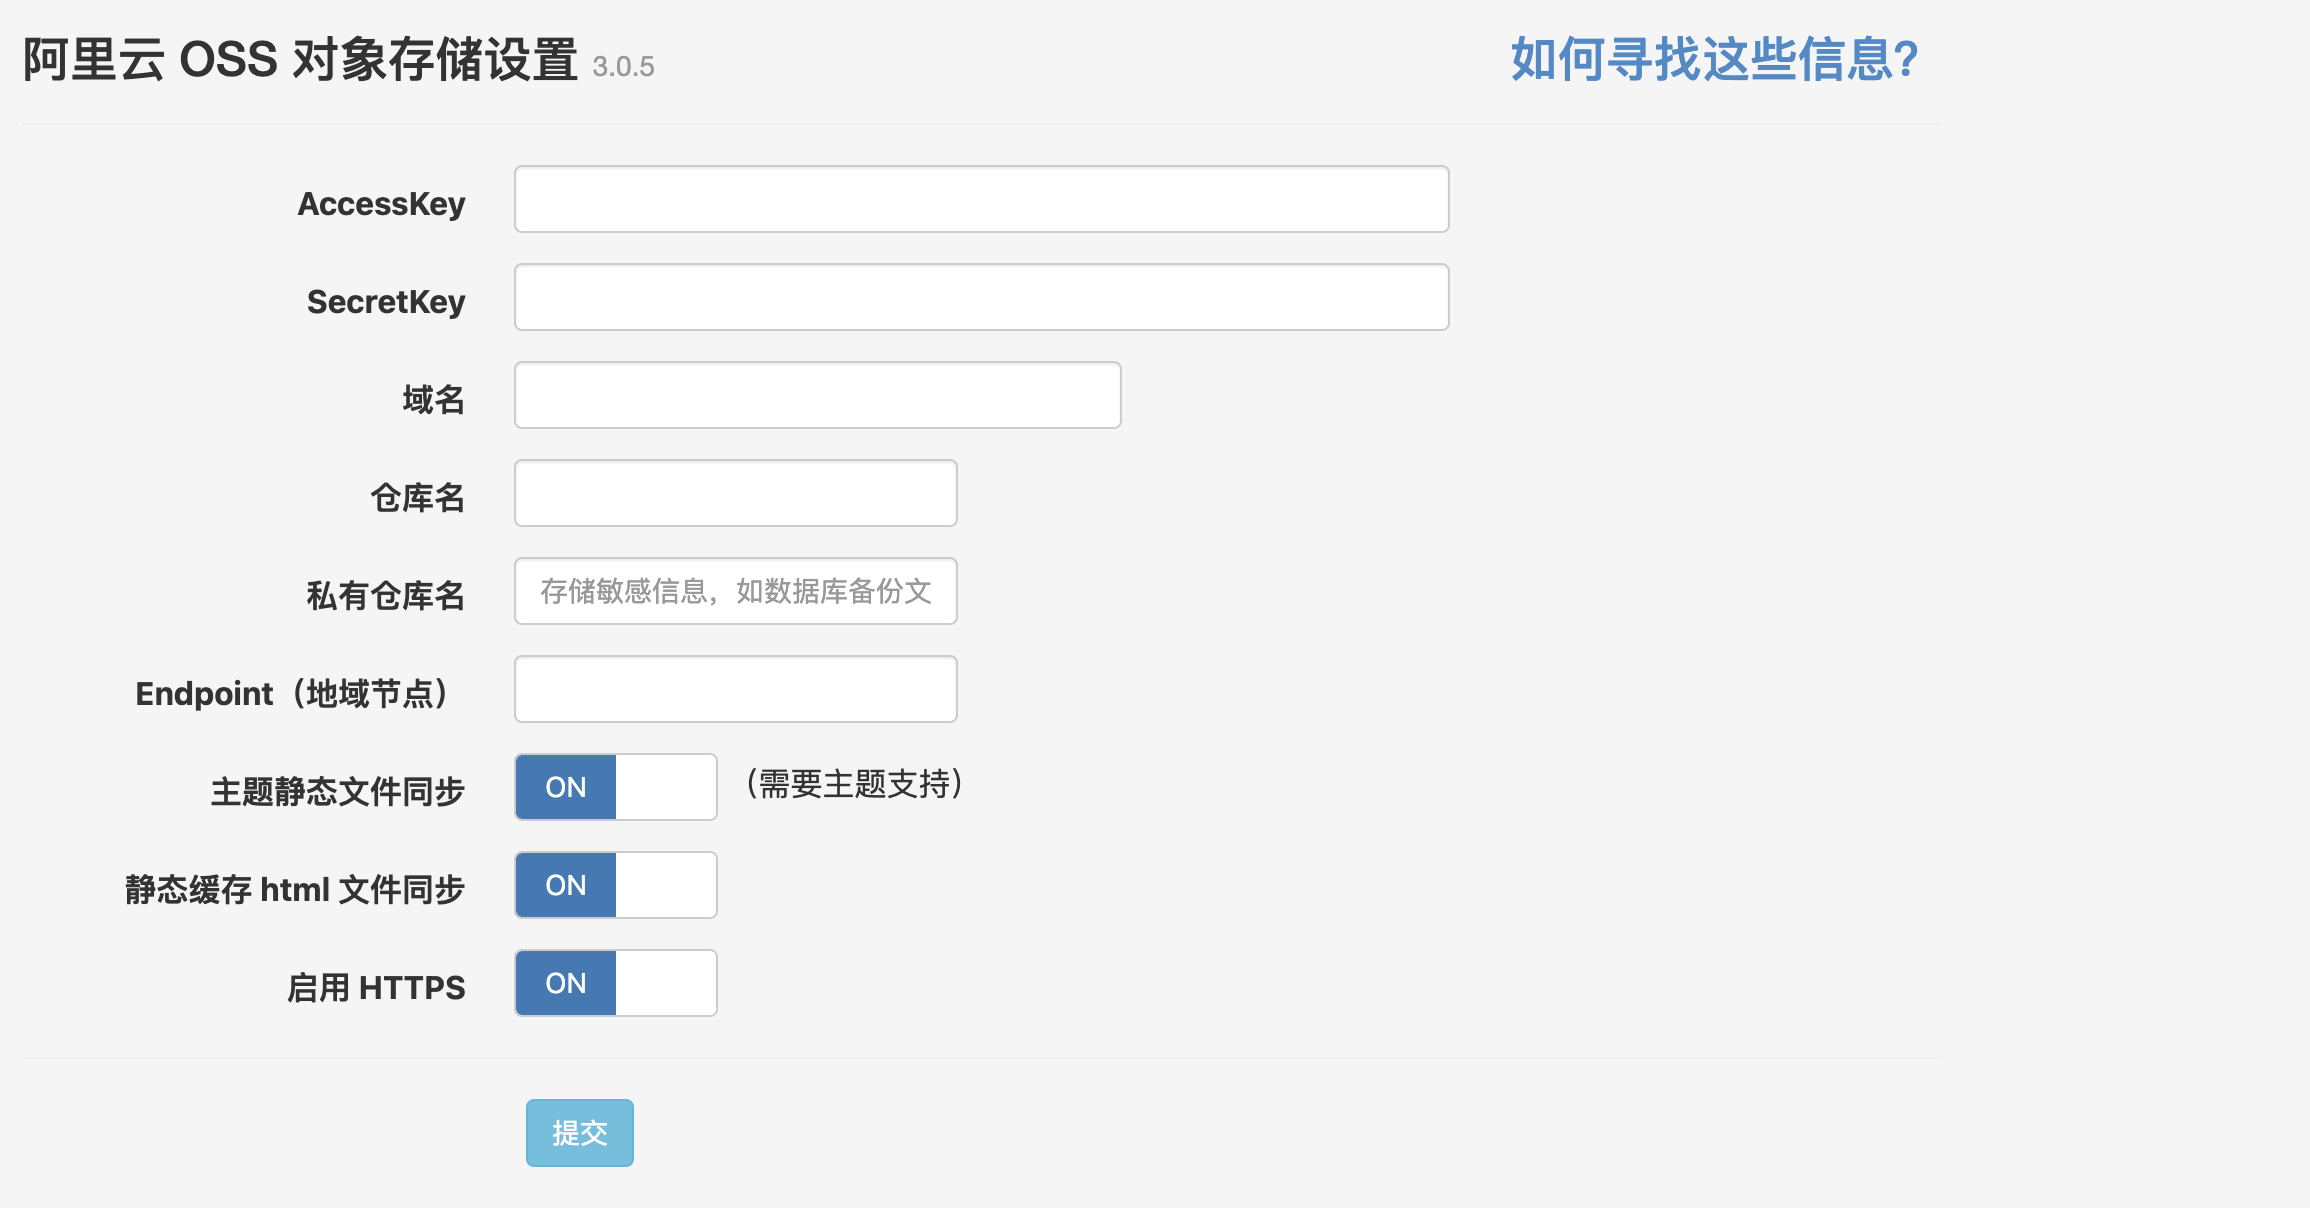 阿里云 OSS 对象存储设置 3.0.5
如何寻找这些信息?
AccessKey
SecretKey
域名
仓库名
私有仓库名
存储敏感信息，如数据库备份文
Endpoint（地域节点）
主题静态文件同步
ON
（需要主题支持）
静态缓存 html 文件同步
ON
启用 HTTPS
ON
提交